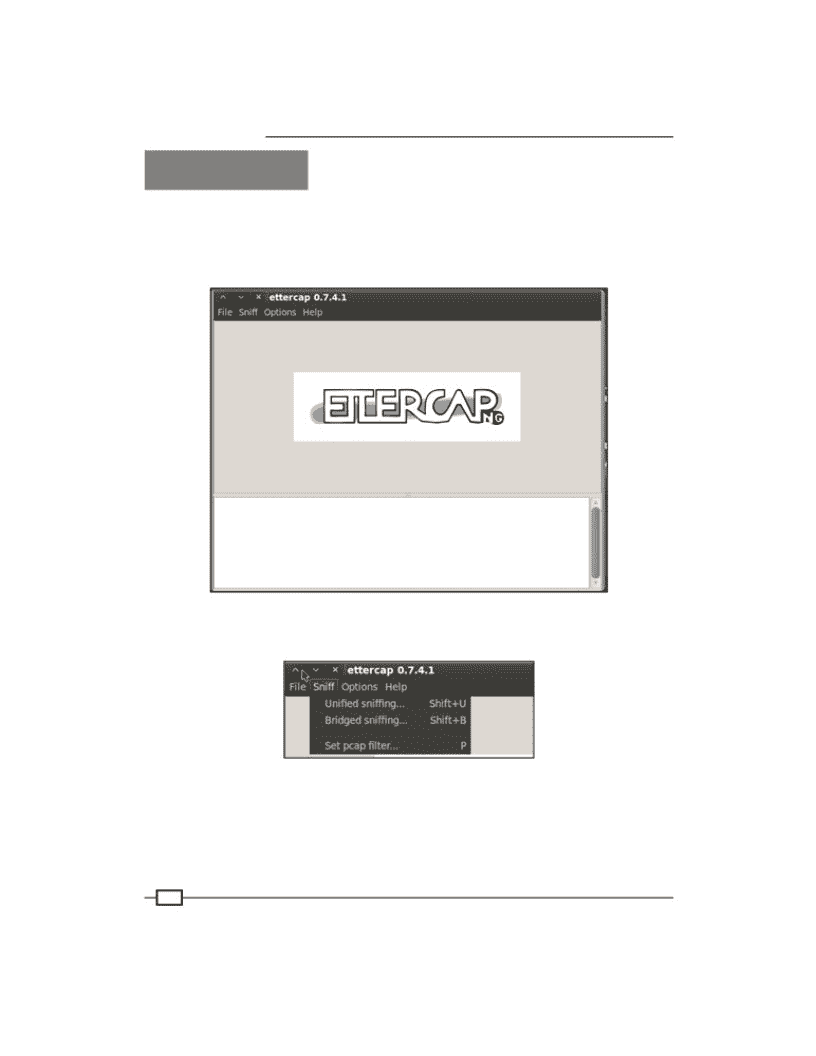 ettercap 0.7.4.1
File Sniff Options Help
ETTERCAP
NG
ettercap 0.7.4.1
File Sniff Options Help
Unified sniffing... Shift+U
Bridged sniffing... Shift+B
Set pcap filter... P